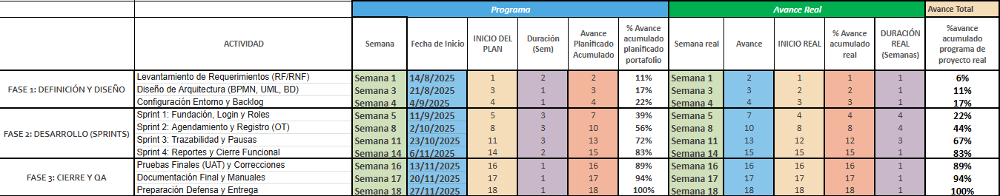 Programa Avance Real Avance Total
ACTIVIDAD Semana Fecha de Inicio INICIO DEL PLAN Duración (Sem) Avance Planificado Acumulado % Avance acumulado planificado portafolio Semana real Avance INICIO REAL % Avance acumulado real DURACIÓN REAL (Semanas) %avance acumulado programa de proyecto real
FASE 1: DEFINICIÓN Y DISEÑO
Levantamiento de Requerimientos (RF/RNF) Semana 1 14/8/2025 1 2 2 11% Semana 1 2 1 1 1 6%
Diseño de Arquitectura (BPMN, UML, BD) Semana 3 21/8/2025 3 1 3 17% Semana 3 3 2 2 1 11%
Configuración Entorno y Backlog Semana 4 4/9/2025 4 1 4 22% Semana 4 4 3 3 1 17%
FASE 2: DESARROLLO (SPRINTS)
Sprint 1: Fundación, Login y Roles Semana 5 11/9/2025 5 3 7 39% Semana 5 7 4 4 4 22%
Sprint 2: Agendamiento y Registro (OT) Semana 8 2/10/2025 8 3 10 56% Semana 8 10 8 8 4 44%
Sprint 3: Trazabilidad y Pausas Semana 11 23/10/2025 11 3 13 72% Semana 11 13 12 12 3 67%
Sprint 4: Reportes y Cierre Funcional Semana 14 6/11/2025 14 2 15 83% Semana 14 15 15 15 1 83%
FASE 3: CIERRE Y QA
Pruebas Finales (UAT) y Correcciones Semana 16 13/11/2025 16 1 16 89% Semana 16 16 16 16 1 89%
Documentación Final y Manuales Semana 17 20/11/2025 17 1 17 94% Semana 17 17 17 17 1 94%
Preparación Defensa y Entrega Semana 18 27/11/2025 18 1 18 100% Semana 18 18 18 18 1 100%